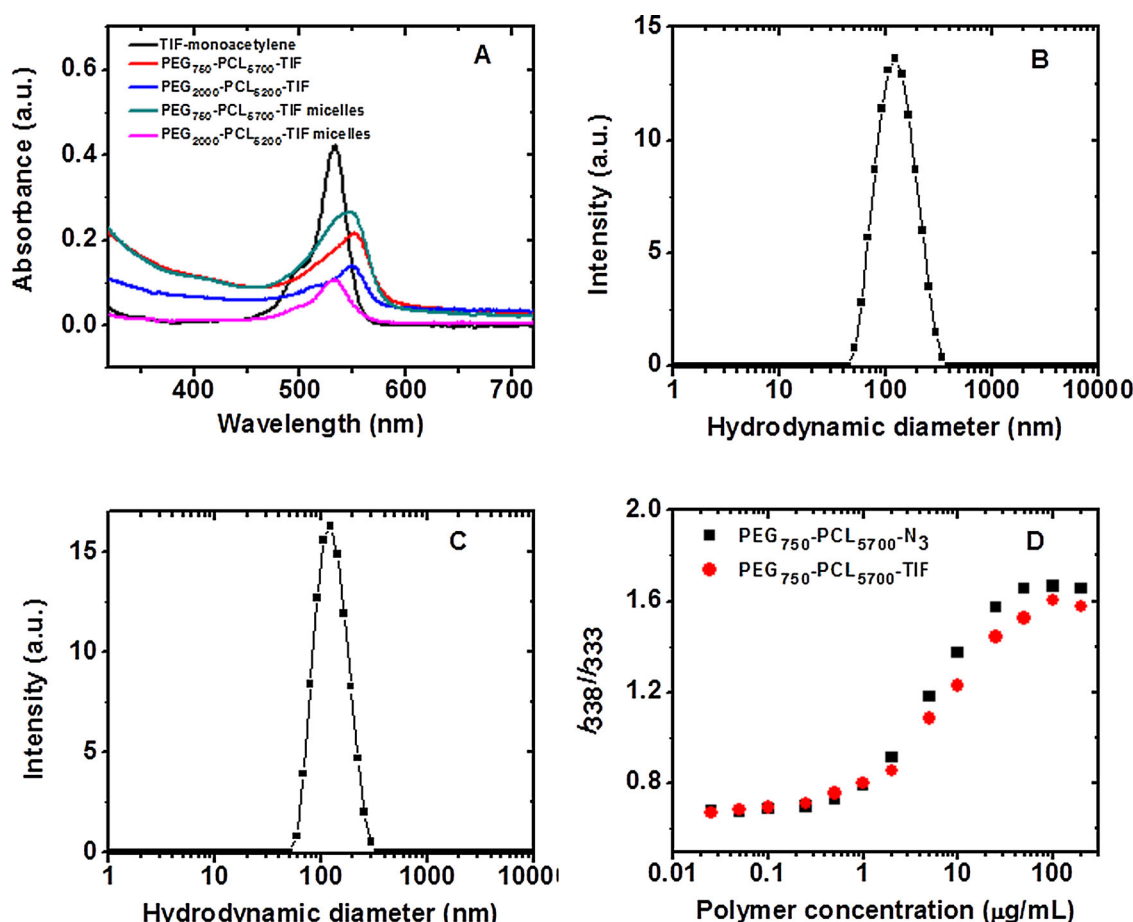 A
TIF-monoacetylene
PEG750-PCL5700-TIF
PEG2000-PCL5200-TIF
PEG750-PCL5700-TIF micelles
PEG2000-PCL5200-TIF micelles
0.6
0.4
0.2
0.0
Absorbance (a.u.)
400 500 600 700
Wavelength (nm)
B
15
10
5
0
Intensity (a.u.)
1 10 100 1000 10000
Hydrodynamic diameter (nm)
C
15
10
5
0
Intensity (a.u.)
1 10 100 1000 10000
Hydrodynamic diameter (nm)
D
PEG750-PCL5700-N3
PEG750-PCL5700-TIF
2.0
1.6
1.2
0.8
I338/I333
0.01 0.1 1 10 100
Polymer concentration (µg/mL)